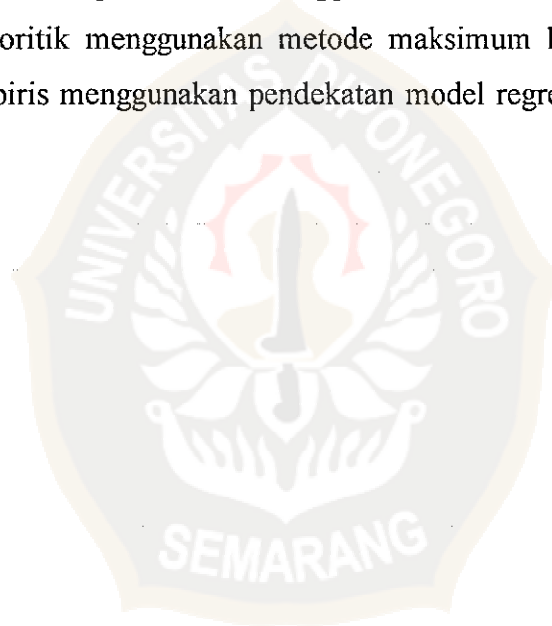 oritik menggunakan metode maksimum
piris menggunakan pendekatan model regre
UNIVERSITAS DIPONEGORO
SEMARANG